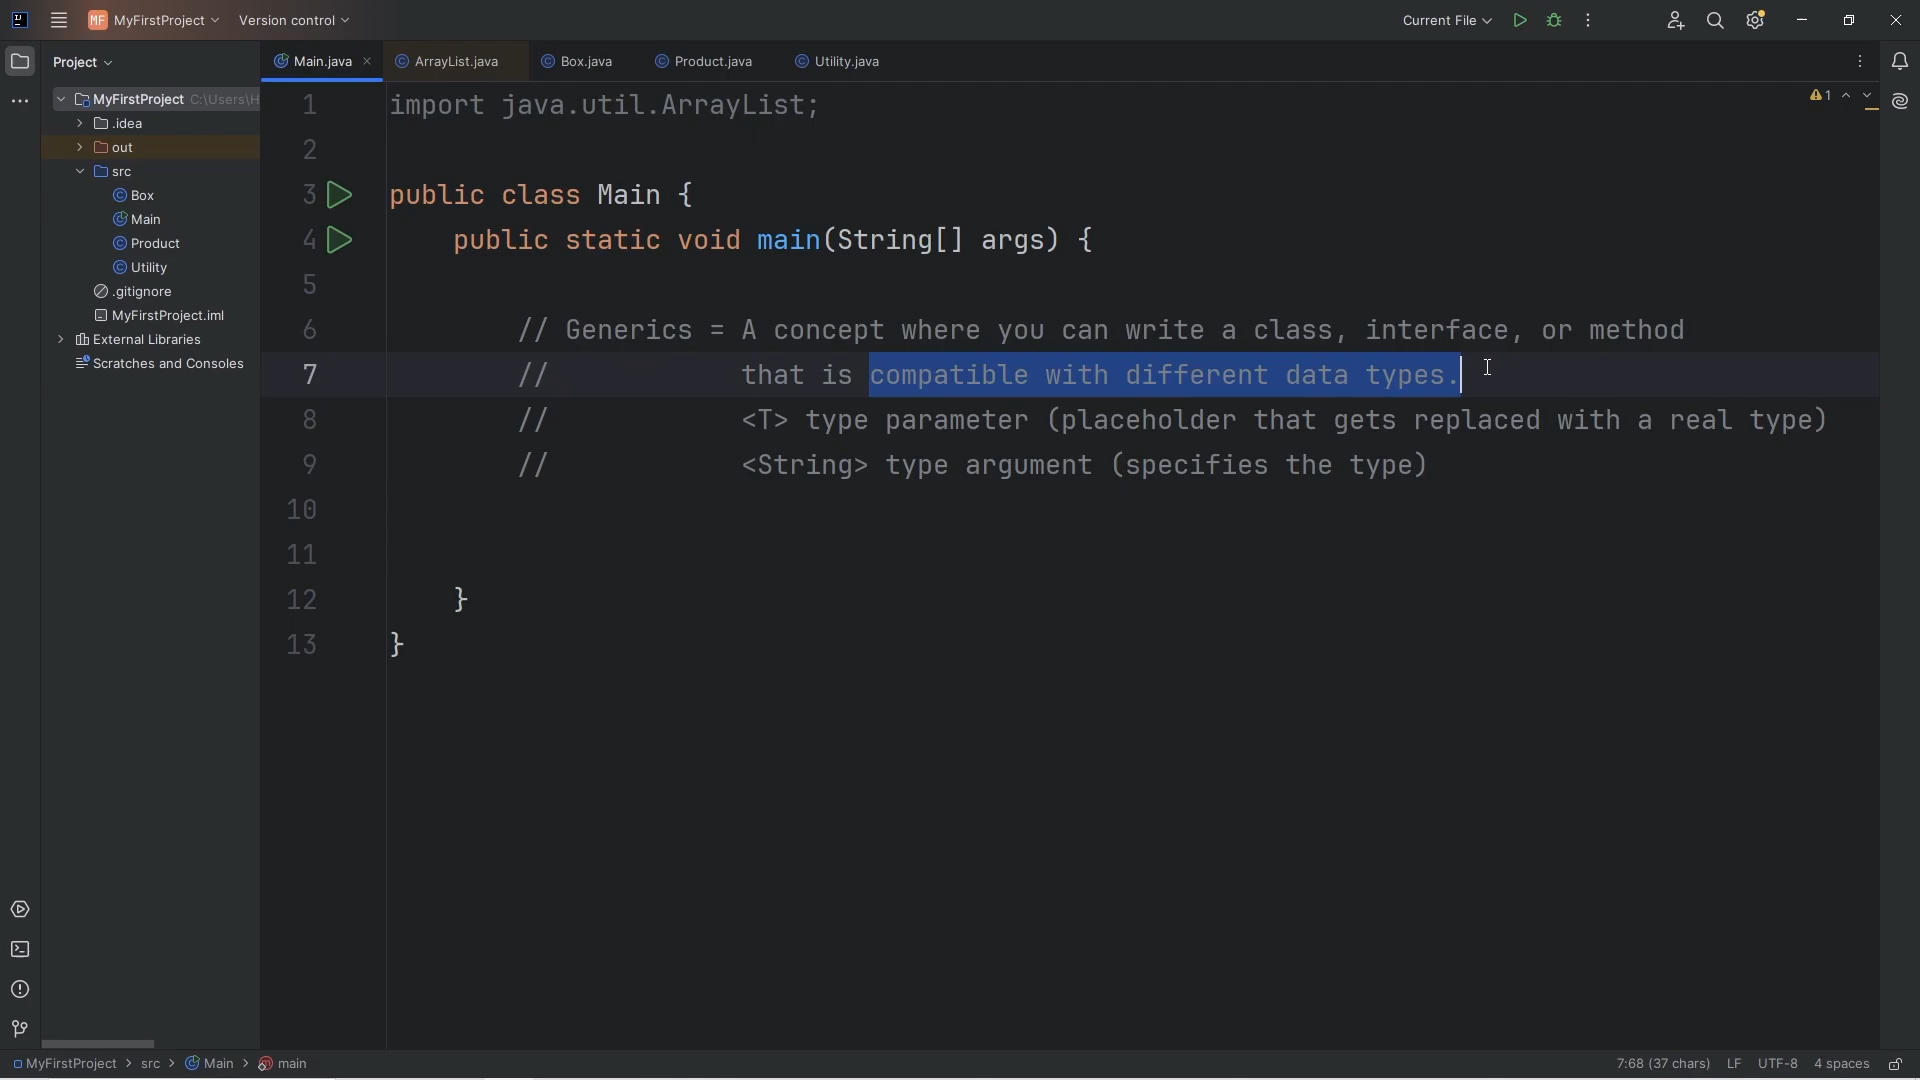 MF MyFirstProject Version control Current File
Project
Main.java ArrayList.java Box.java Product.java Utility.java
MyFirstProject C:\Users\H
.idea
out
src
Box
Main
Product
Utility
.gitignore
MyFirstProject.iml
External Libraries
Scratches and Consoles
1 import java.util.ArrayList;
2
3 public class Main {
4 public static void main(String[] args) {
5
6 // Generics = A concept where you can write a class, interface, or method
7 // that is compatible with different data types.
8 // <T> type parameter (placeholder that gets replaced with a real type)
9 // <String> type argument (specifies the type)
10
11
12 }
13 }
1
MyFirstProject > src > Main > main 7:68 (37 chars) LF UTF-8 4 spaces